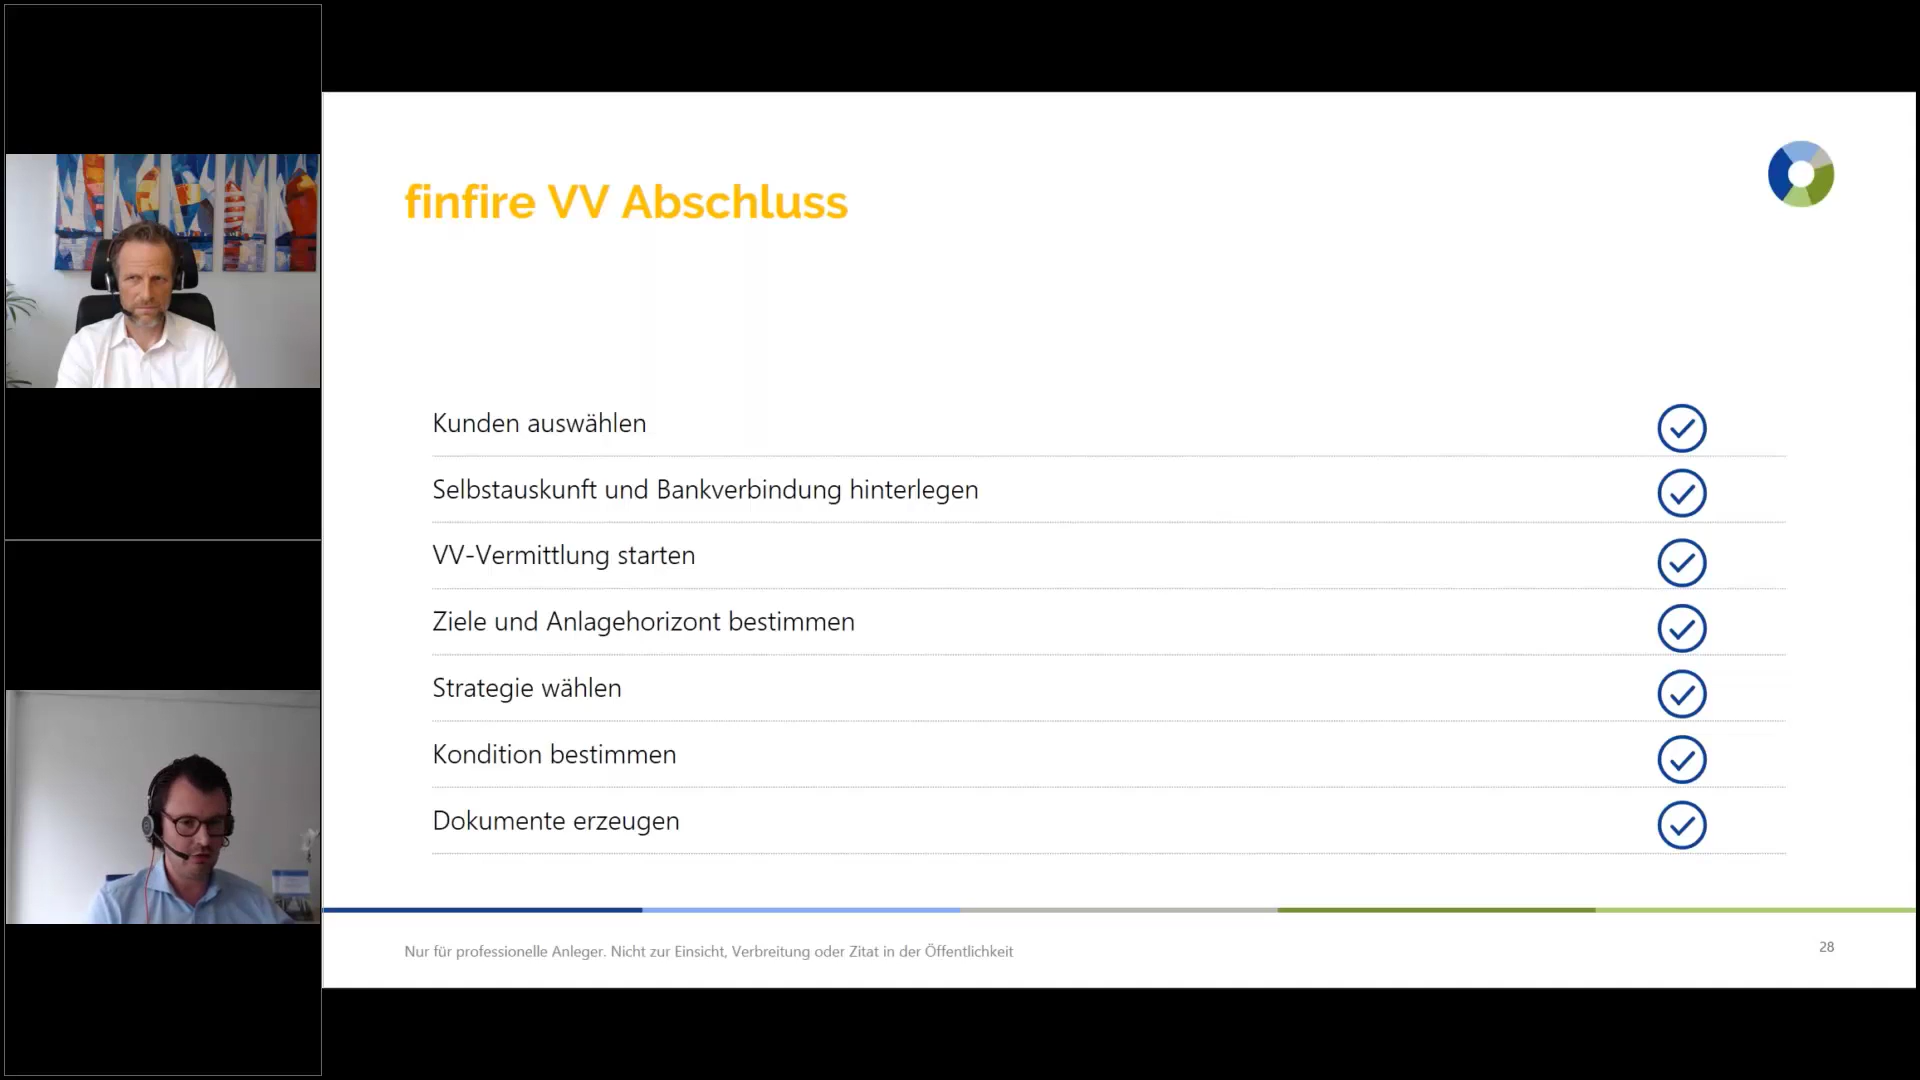 finfire VV Abschluss
Kunden auswählen
Selbstauskunft und Bankverbindung hinterlegen
VV-Vermittlung starten
Ziele und Anlagehorizont bestimmen
Strategie wählen
Kondition bestimmen
Dokumente erzeugen
Nur für professionelle Anleger. Nicht zur Einsicht, Verbreitung oder Zitat in der Öffentlichkeit
28